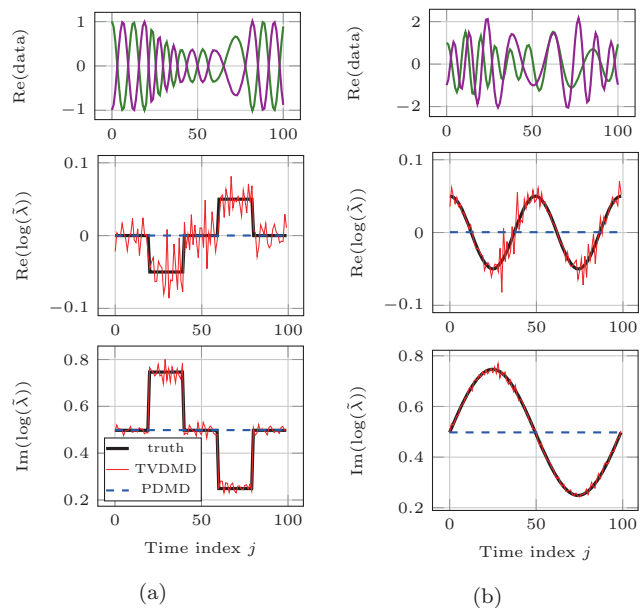 Re(data)
1
0
−1
0
50
100
Re(log(λ̃))
0.1
0
−0.1
0
50
100
Im(log(λ̃))
0.8
0.6
0.4
0.2
truth
TVDMD
PDMD
0
50
100
Time index j
(a)
Re(data)
2
0
−2
0
50
100
Re(log(λ̃))
0.1
0
−0.1
0
50
100
Im(log(λ̃))
0.8
0.6
0.4
0.2
0
50
100
Time index j
(b)